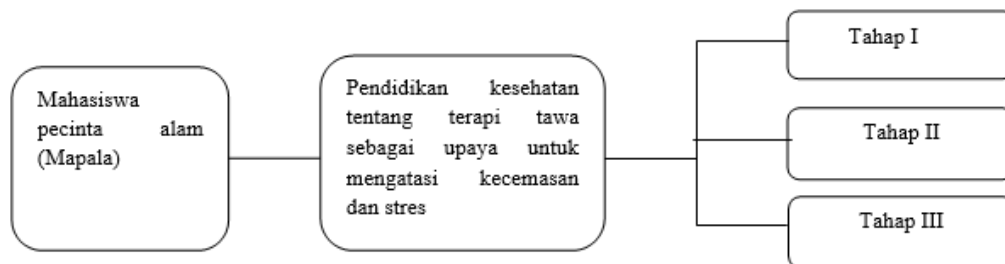 Mahasiswa
pecinta alam
(Mapala)
Pendidikan kesehatan
tentang terapi tawa
sebagai upaya untuk
mengatasi kecemasan
dan stres
Tahap I
Tahap II
Tahap III